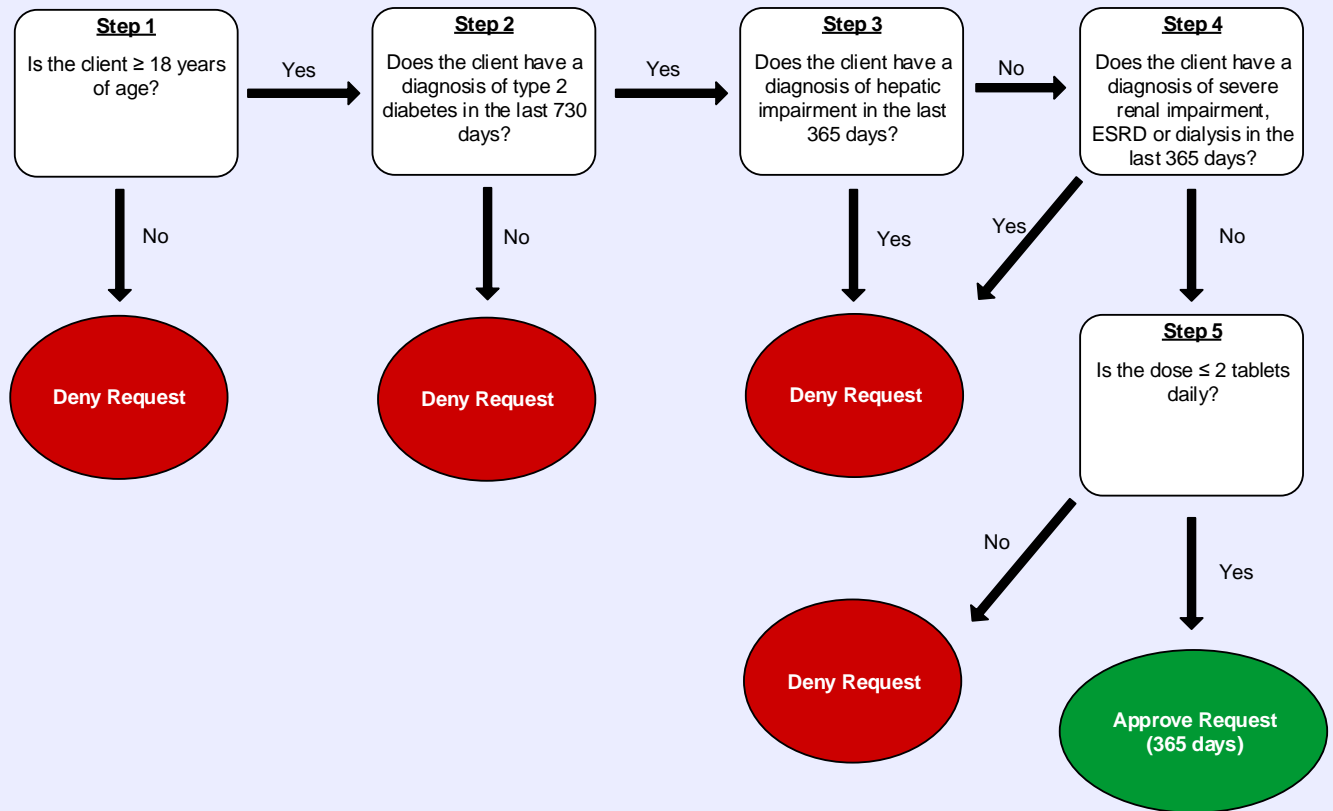 Step 1
Is the client ≥ 18 years
of age?
Yes
Step 2
Does the client have a
diagnosis of type 2
diabetes in the last 730
days?
Yes
Step 3
Does the client have a
diagnosis of hepatic
impairment in the last
365 days?
No
Step 4
Does the client have a
diagnosis of severe
renal impairment,
ESRD or dialysis in the
last 365 days?
No
No
Yes
Yes
No
Deny Request
Deny Request
Deny Request
Step 5
Is the dose ≤ 2 tablets
daily?
No
Yes
Deny Request
Approve Request
(365 days)